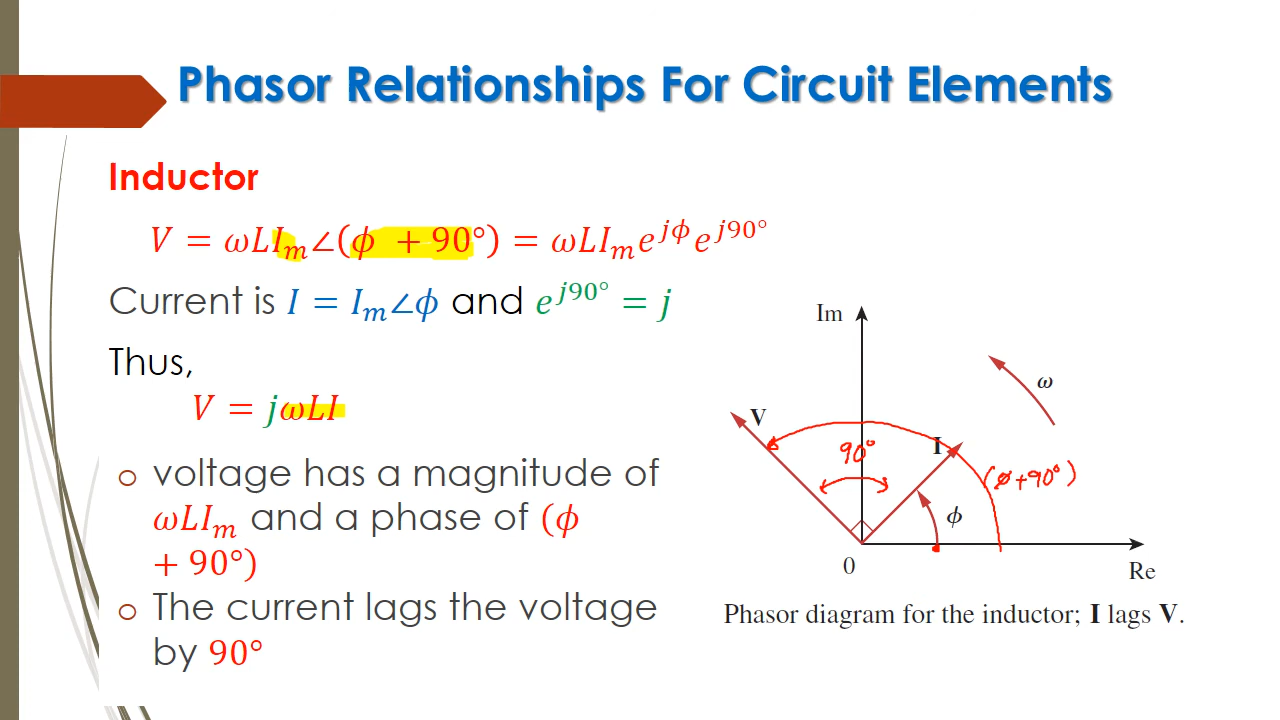 Phasor Relationships For Circuit Elements
Inductor
V = ωLIₘ∠(ϕ + 90°) = ωLIₘe^{jϕ} e^{j90°}
Current is I = Iₘ∠ϕ and e^{j90°} = j
Thus,
V = jωLI
voltage has a magnitude of
ωLIₘ and a phase of (ϕ
+ 90°)
The current lags the voltage
by 90°
Im
ω
V
90°
I
(ø+90°)
ϕ
0
Re
Phasor diagram for the inductor; I lags V.